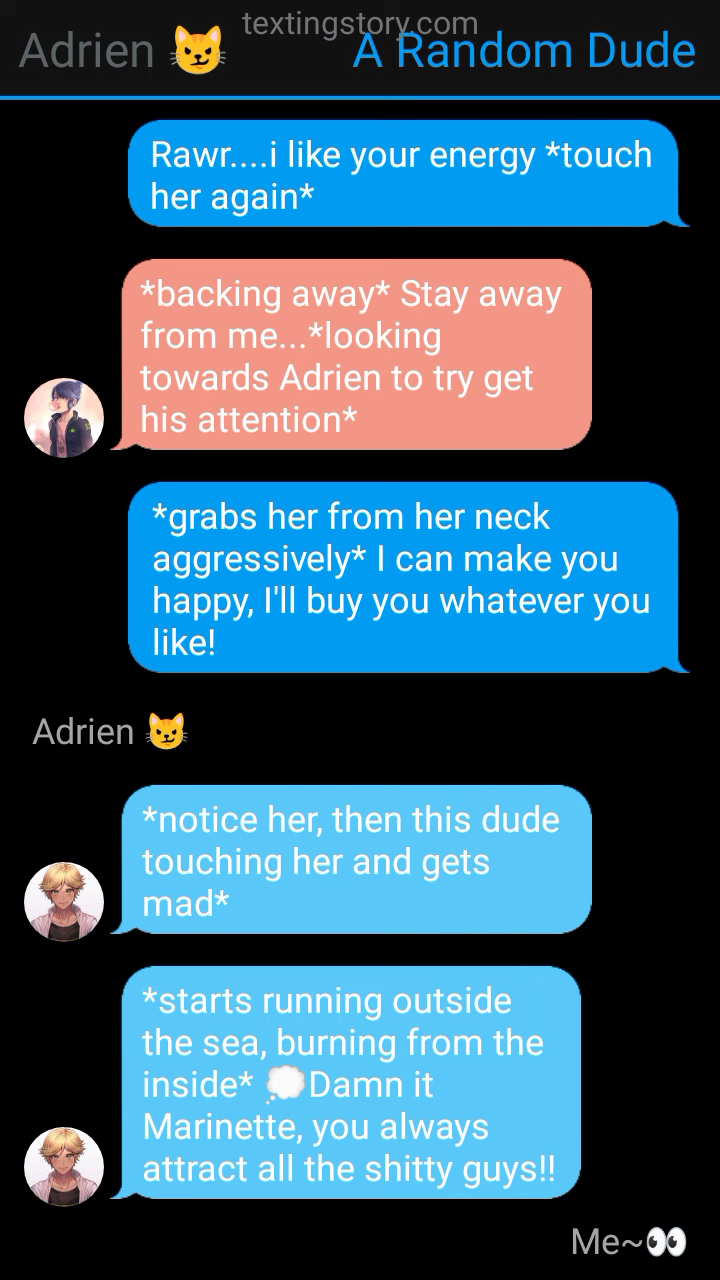 textingstory.com
Adrien 😼 A Random Dude
Rawr....i like your energy *touch
her again*
*backing away* Stay away
from me...*looking
towards Adrien to try get
his attention*
*grabs her from her neck
aggressively* I can make you
happy, I'll buy you whatever you
like!
Adrien 😼
*notice her, then this dude
touching her and gets
mad*
*starts running outside
the sea, burning from the
inside* 💭Damn it
Marinette, you always
attract all the shitty guys!!
Me~👀